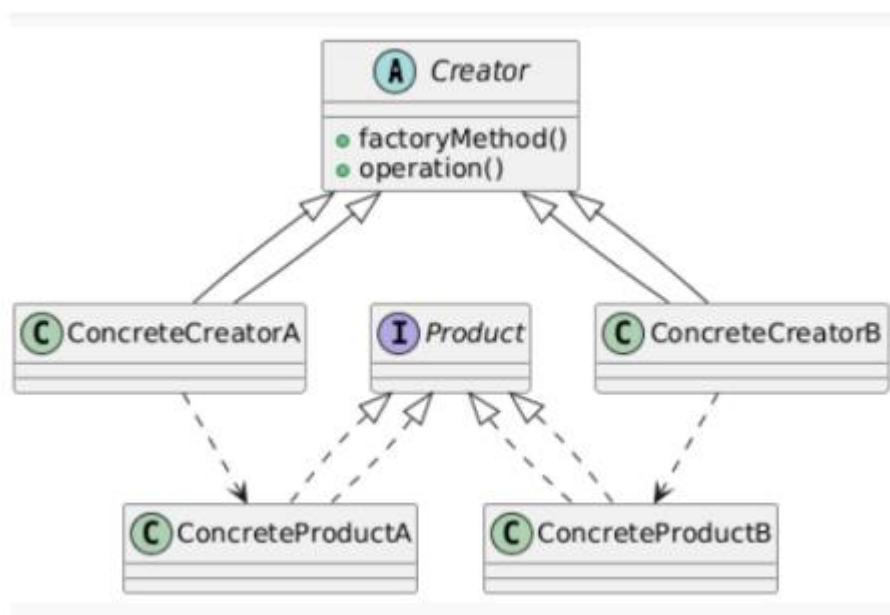 A Creator
factoryMethod()
operation()
C ConcreteCreatorA
I Product
C ConcreteCreatorB
C ConcreteProductA
C ConcreteProductB